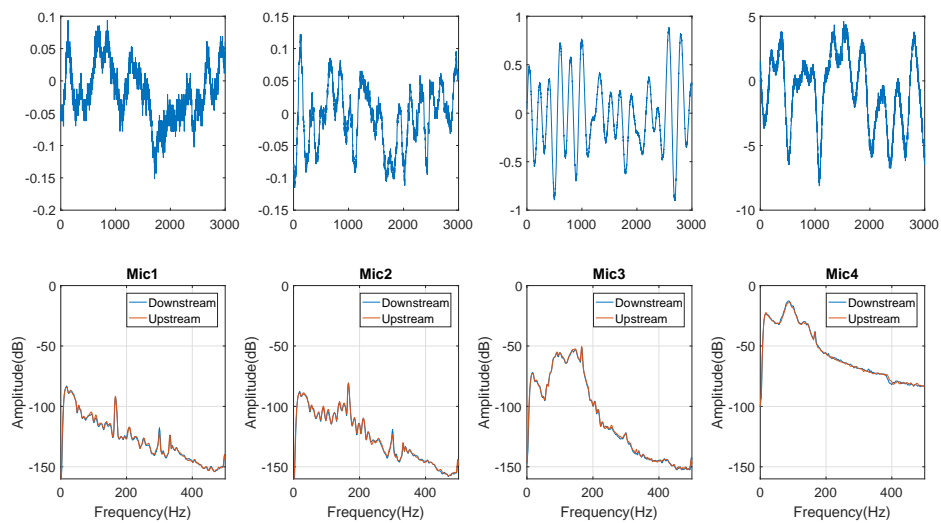 0.1
0.05
0
-0.05
-0.1
-0.15
-0.2
0 1000 2000 3000
0.15
0.1
0.05
0
-0.05
-0.1
-0.15
0 1000 2000 3000
1
0.5
0
-0.5
-1
0 1000 2000 3000
5
0
-5
-10
0 1000 2000 3000
Mic1
Downstream
Upstream
Amplitude(dB)
0
-50
-100
-150
0 200 400
Frequency(Hz)
Mic2
Downstream
Upstream
Amplitude(dB)
0
-50
-100
-150
0 200 400
Frequency(Hz)
Mic3
Downstream
Upstream
Amplitude(dB)
0
-50
-100
-150
0 200 400
Frequency(Hz)
Mic4
Downstream
Upstream
Amplitude(dB)
0
-50
-100
-150
0 200 400
Frequency(Hz)